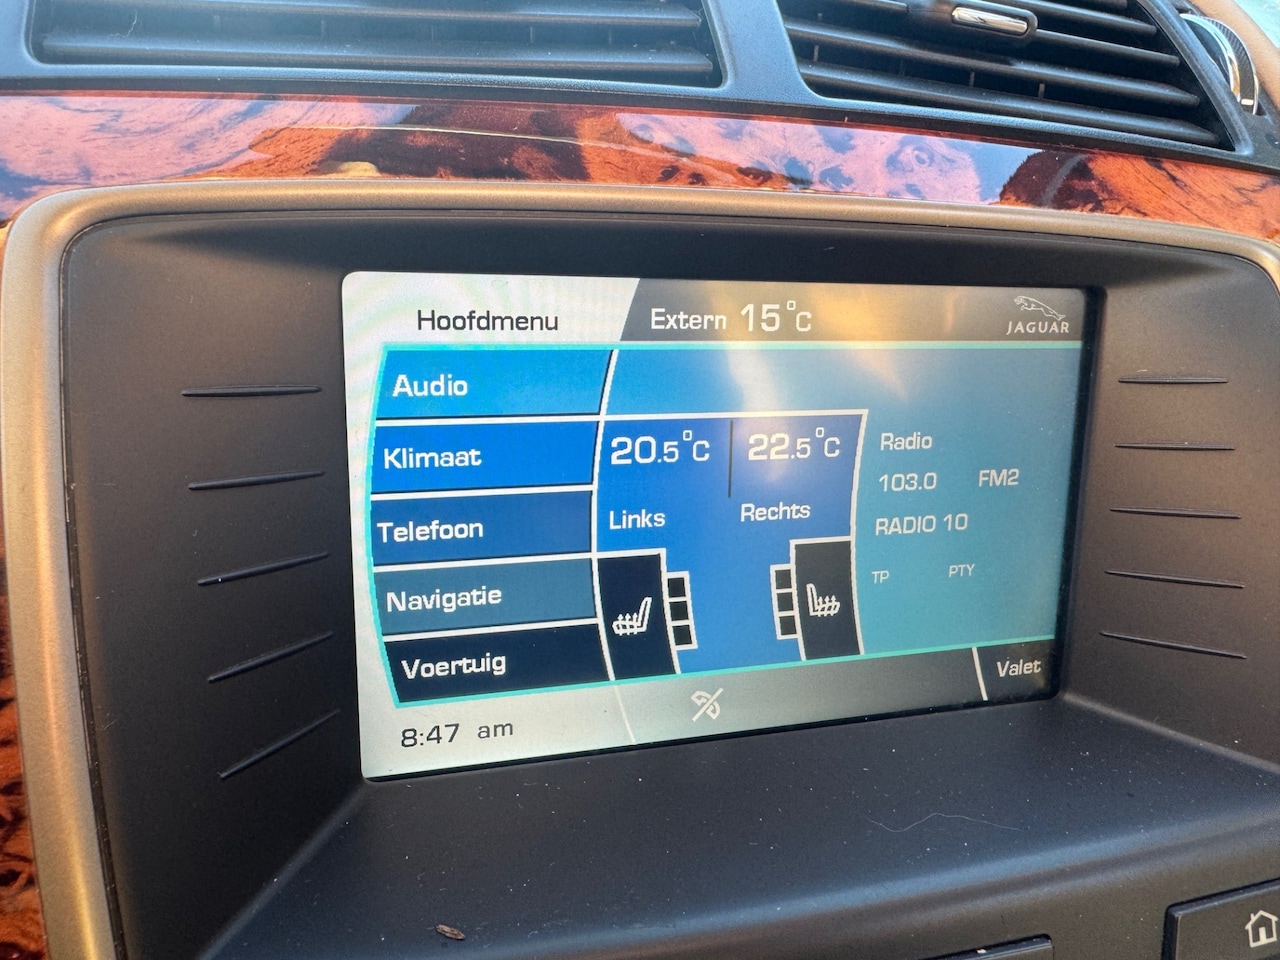 Hoofdmenu
Extern 15°C
JAGUAR
Audio
Klimaat
20.5°C
22.5°C
Links
Rechts
Radio
103.0 FM2
RADIO 10
TP PTY
Telefoon
Navigatie
Voertuig
8:47 am
Valet